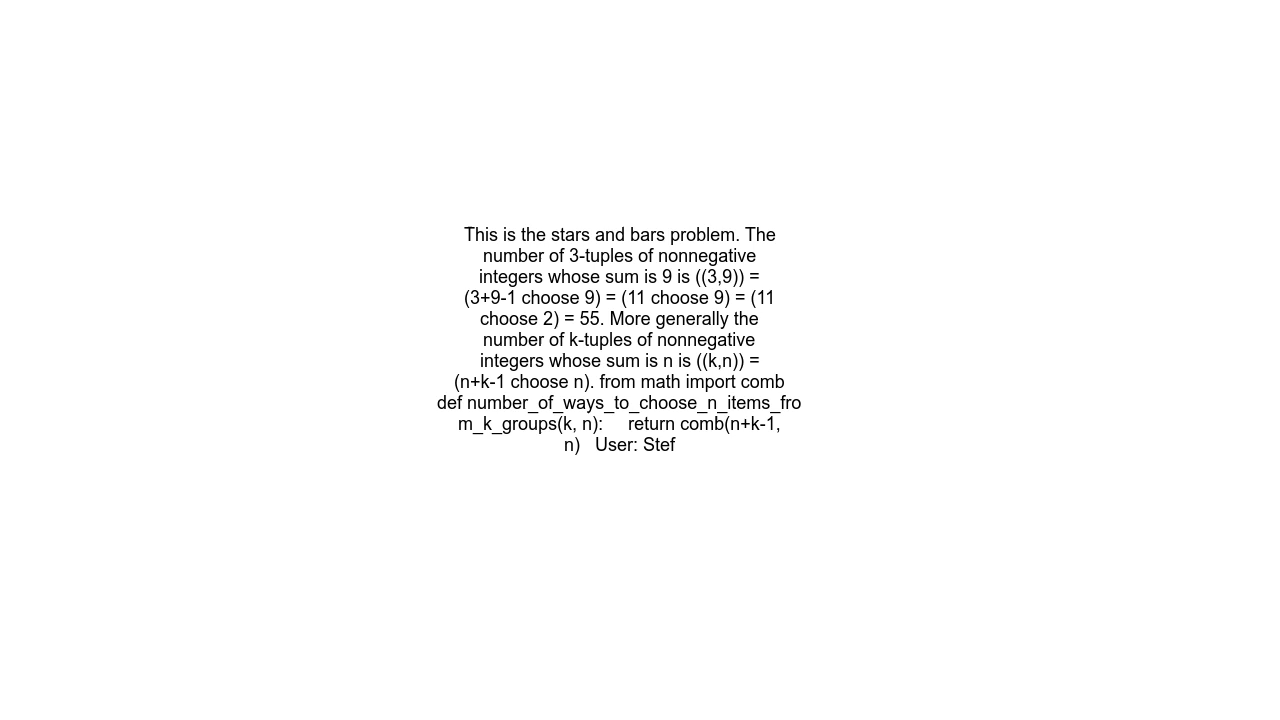 This is the stars and bars problem. The
number of 3-tuples of nonnegative
integers whose sum is 9 is ((3,9)) =
(3+9-1 choose 9) = (11 choose 9) = (11
choose 2) = 55. More generally the
number of k-tuples of nonnegative
integers whose sum is n is ((k,n)) =
(n+k-1 choose n). from math import comb
def number_of_ways_to_choose_n_items_fro
m_k_groups(k, n):     return comb(n+k-1,
n)   User: Stef